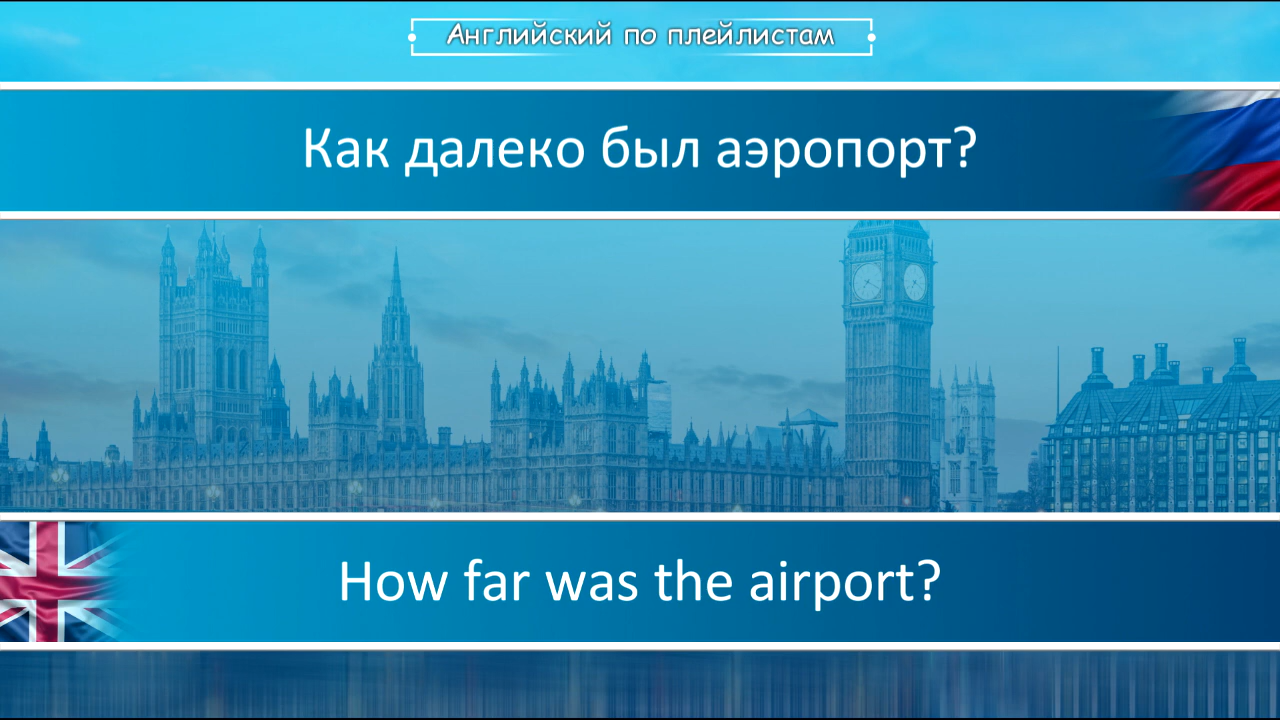 Английский по плейлистам
Как далеко был аэропорт?
How far was the airport?